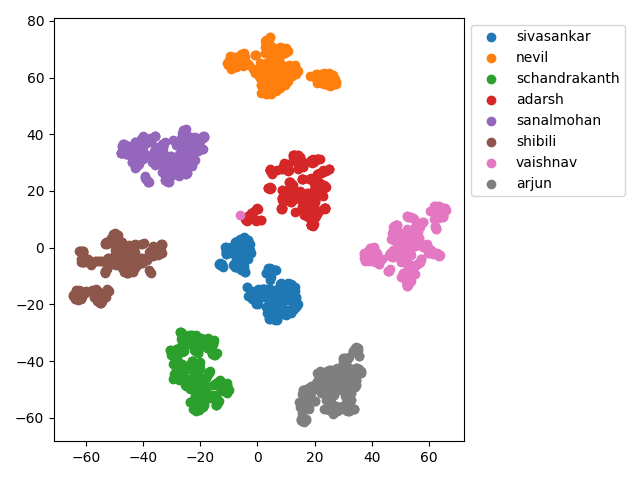 80
60
40
20
0
−20
−40
−60
−60 −40 −20 0 20 40 60
sivasankar
nevil
schandrakanth
adarsh
sanalmohan
shibili
vaishnav
arjun